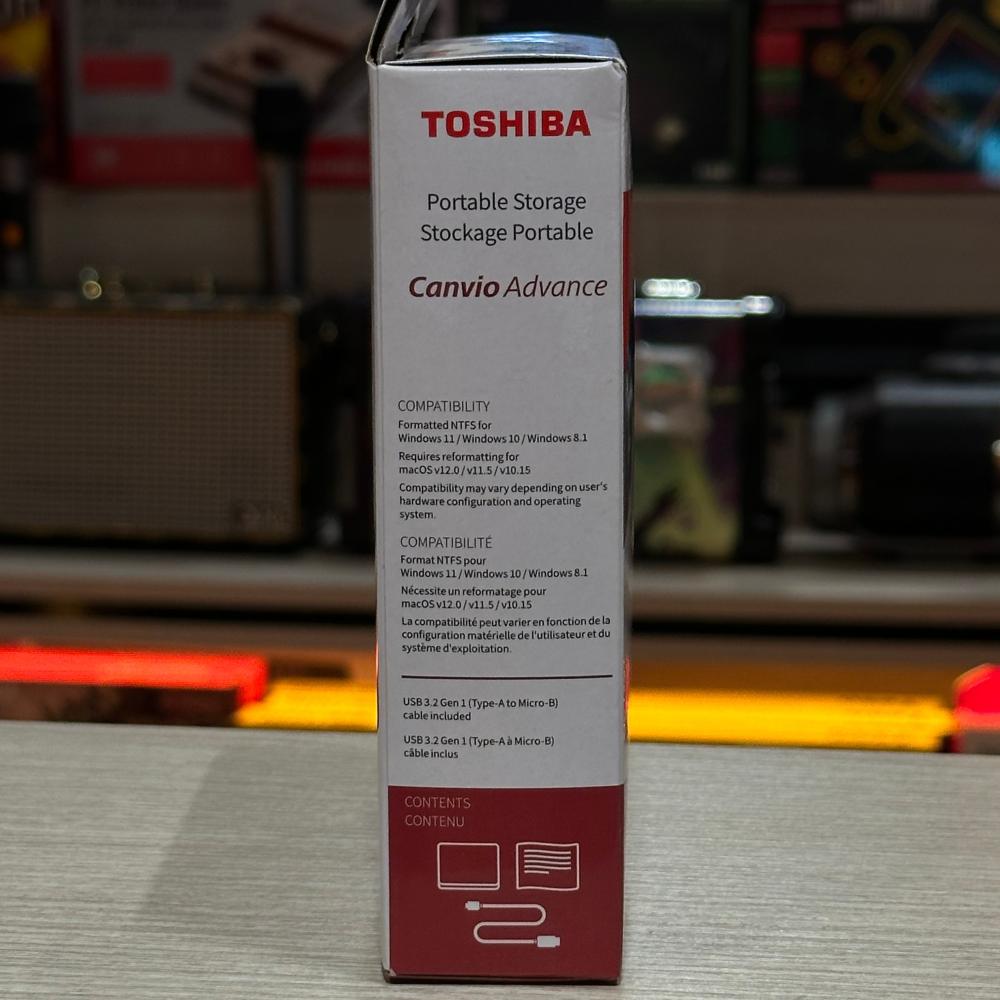 TOSHIBA
Portable Storage
Stockage Portable
Canvio Advance
COMPATIBILITY
Formatted NTFS for
Windows 11 / Windows 10 / Windows 8.1
Requires reformatting for
macOS v12.0 / v11.5 / v10.15
Compatibility may vary depending on user's
hardware configuration and operating
system.
COMPATIBILITÉ
Format NTFS pour
Windows 11 / Windows 10 / Windows 8.1
Nécessite un reformatage pour
macOS v12.0 / v11.5 / v10.15
La compatibilité peut varier en fonction de la
configuration matérielle de l'utilisateur et du
système d'exploitation.
USB 3.2 Gen 1 (Type-A to Micro-B)
cable included
USB 3.2 Gen 1 (Type-A à Micro-B)
câble inclus
CONTENTS
CONTENU